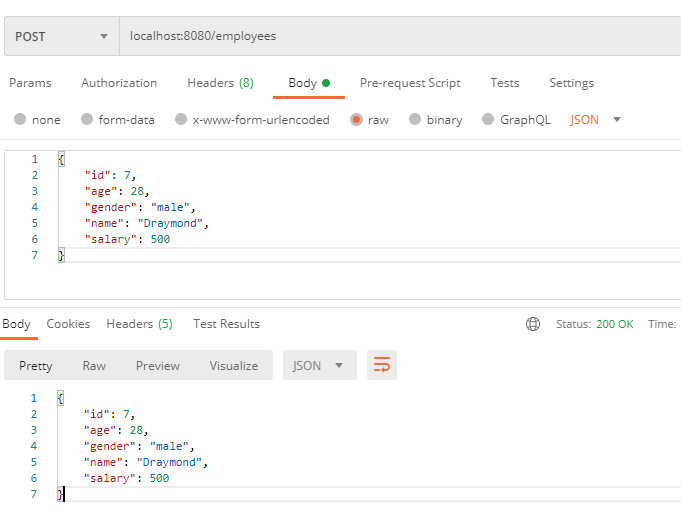 POST localhost:8080/employees
Params Authorization Headers (8) Body Pre-request Script Tests Settings
none form-data x-www-form-urlencoded raw binary GraphQL JSON
1 {
2 "id": 7,
3 "age": 28,
4 "gender": "male",
5 "name": "Draymond",
6 "salary": 500
7 }
Body Cookies Headers (5) Test Results Status: 200 OK Time:
Pretty Raw Preview Visualize JSON
1 {
2 "id": 7,
3 "age": 28,
4 "gender": "male",
5 "name": "Draymond",
6 "salary": 500
7 }